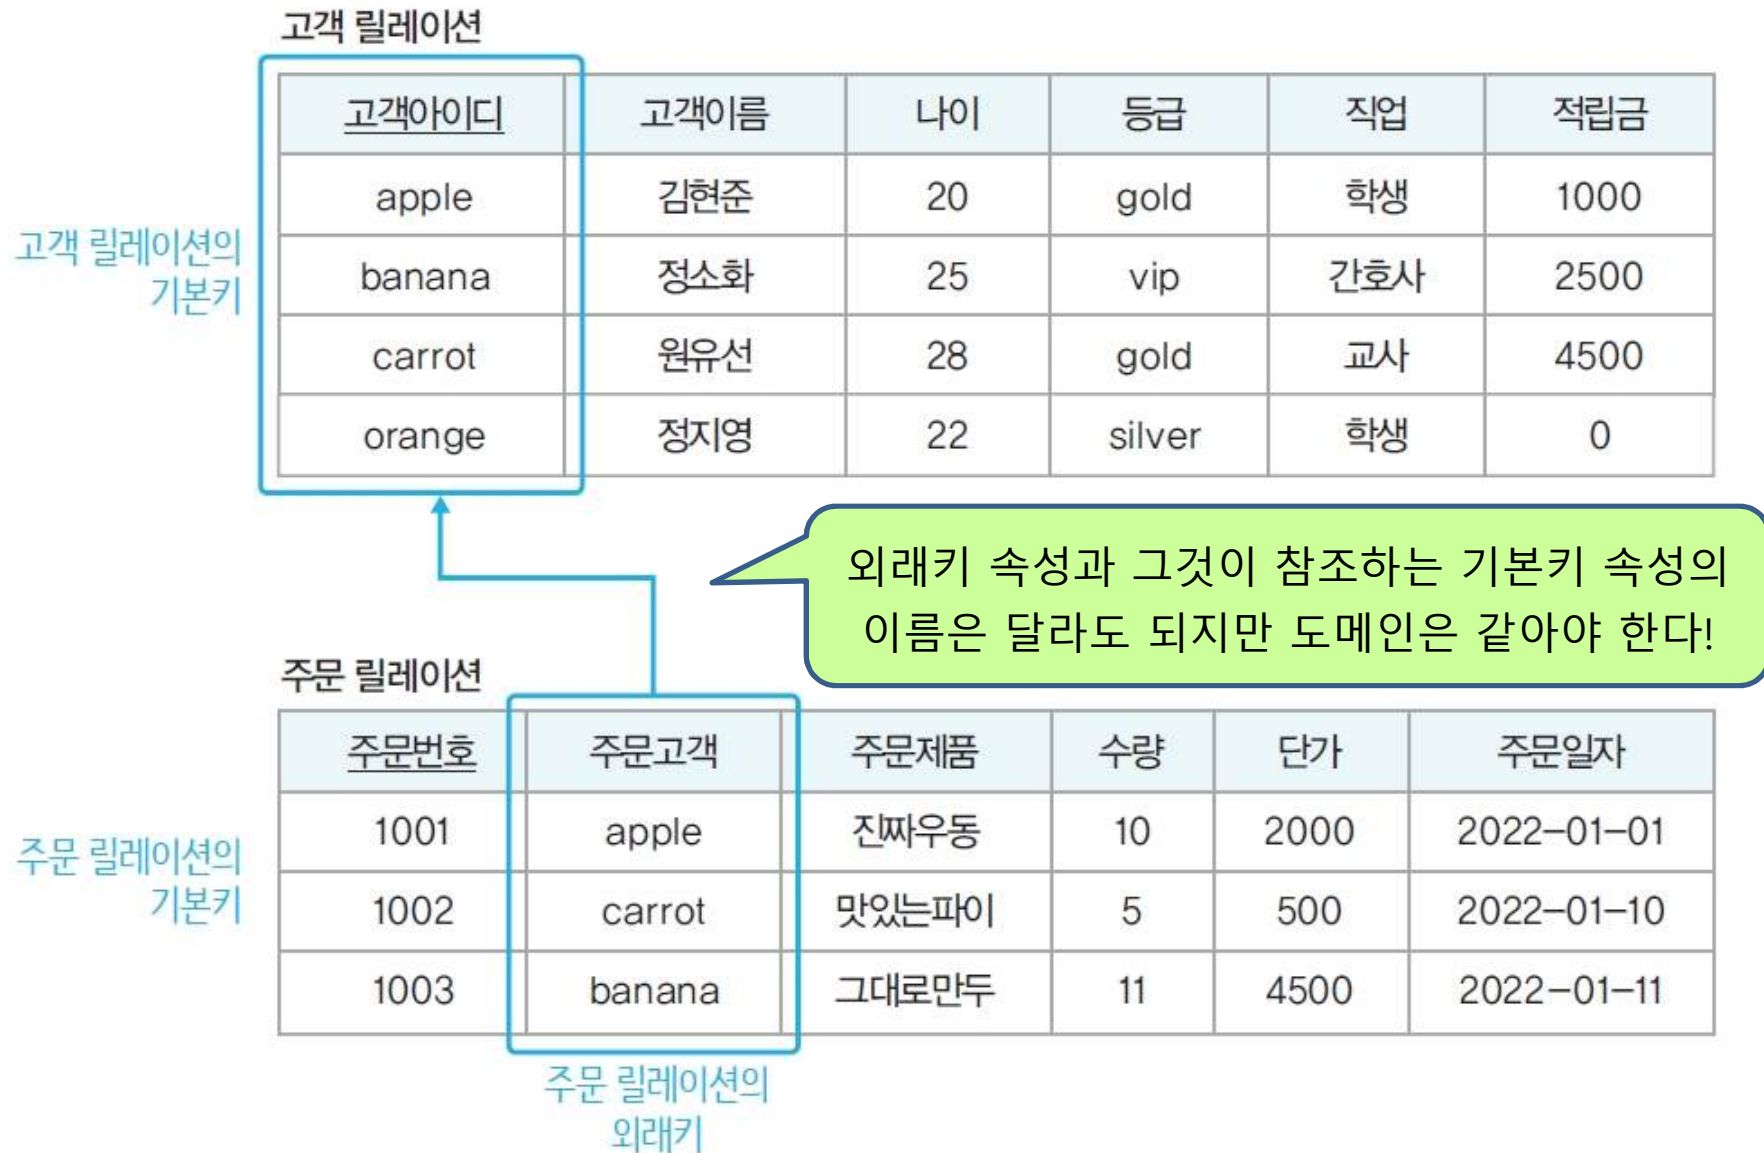 고객 릴레이션
고객아이디 고객이름 나이 등급 직업 적립금
apple 김현준 20 gold 학생 1000
banana 정소화 25 vip 간호사 2500
carrot 원유선 28 gold 교사 4500
orange 정지영 22 silver 학생 0
고객 릴레이션의
기본키
외래키 속성과 그것이 참조하는 기본키 속성의
이름은 달라도 되지만 도메인은 같아야 한다!
주문 릴레이션
주문번호 주문고객 주문제품 수량 단가 주문일자
1001 apple 진짜우동 10 2000 2022-01-01
1002 carrot 맛있는파이 5 500 2022-01-10
1003 banana 그대로만두 11 4500 2022-01-11
주문 릴레이션의
기본키
주문 릴레이션의
외래키